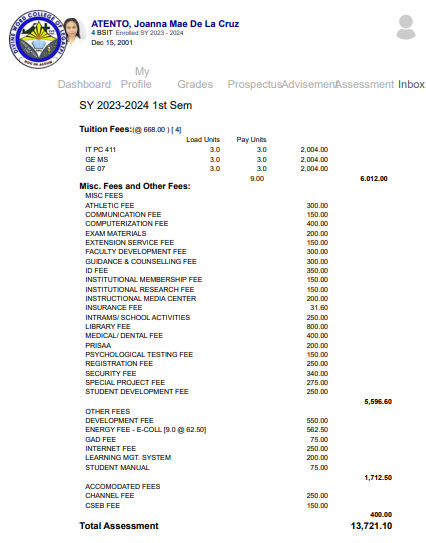 DIVINE WORD COLLEGE OF LEGAZPI
ATENTO, Joanna Mae De La Cruz
4 BSIT Enrolled SY 2023 - 2024
Dec 15, 2001
Dashboard My Profile Grades Prospectus Advisement Assessment Inbox
SY 2023-2024 1st Sem
Tuition Fees:(@ 668.00 ) [ 4]
Load Units Pay Units
IT PC 411 3.0 3.0 2,004.00
GE MS 3.0 3.0 2,004.00
GE 07 3.0 3.0 2,004.00
9.00 6.012.00
Misc. Fees and Other Fees:
MISC FEES
ATHLETIC FEE 300.00
COMMUNICATION FEE 150.00
COMPUTERIZATION FEE 400.00
EXAM MATERIALS 200.00
EXTENSION SERVICE FEE 150.00
FACULTY DEVELOPMENT FEE 300.00
GUIDANCE & COUNSELLING FEE 300.00
ID FEE 350.00
INSTITUTIONAL MEMBERSHIP FEE 150.00
INSTITUTIONAL RESEARCH FEE 150.00
INSTRUCTIONAL MEDIA CENTER 200.00
INSURANCE FEE 31.60
INTRAMS/ SCHOOL ACTIVITIES 250.00
LIBRARY FEE 800.00
MEDICAL/ DENTAL FEE 400.00
PRISAA 200.00
PSYCHOLOGICAL TESTING FEE 150.00
REGISTRATION FEE 250.00
SECURITY FEE 340.00
SPECIAL PROJECT FEE 275.00
STUDENT DEVELOPMENT FEE 250.00
5,596.60
OTHER FEES
DEVELOPMENT FEE 550.00
ENERGY FEE - E-COLL [9.0 @ 62.50] 562.50
GAD FEE 75.00
INTERNET FEE 250.00
LEARNING MGT. SYSTEM 200.00
STUDENT MANUAL 75.00
1,712.50
ACCOMODATED FEES
CHANNEL FEE 250.00
CSEB FEE 150.00
400.00
Total Assessment 13,721.10